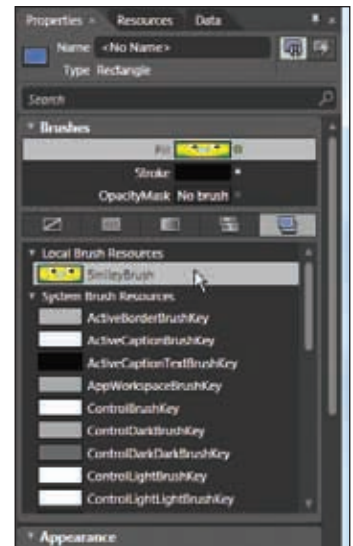 Properties × Resources Data
Name <No Name>
Type Rectangle
Search
Brushes
Fill
Stroke
OpacityMask No brush
Local Brush Resources
SmileyBrush
System Brush Resources
ActiveBorderBrushKey
ActiveCaptionBrushKey
ActiveCaptionTextBrushKey
AppWorkspaceBrushKey
ControlBrushKey
ControlDarkBrushKey
ControlDarkDarkBrushKey
ControlLightBrushKey
ControlLightLightBrushKey
Appearance